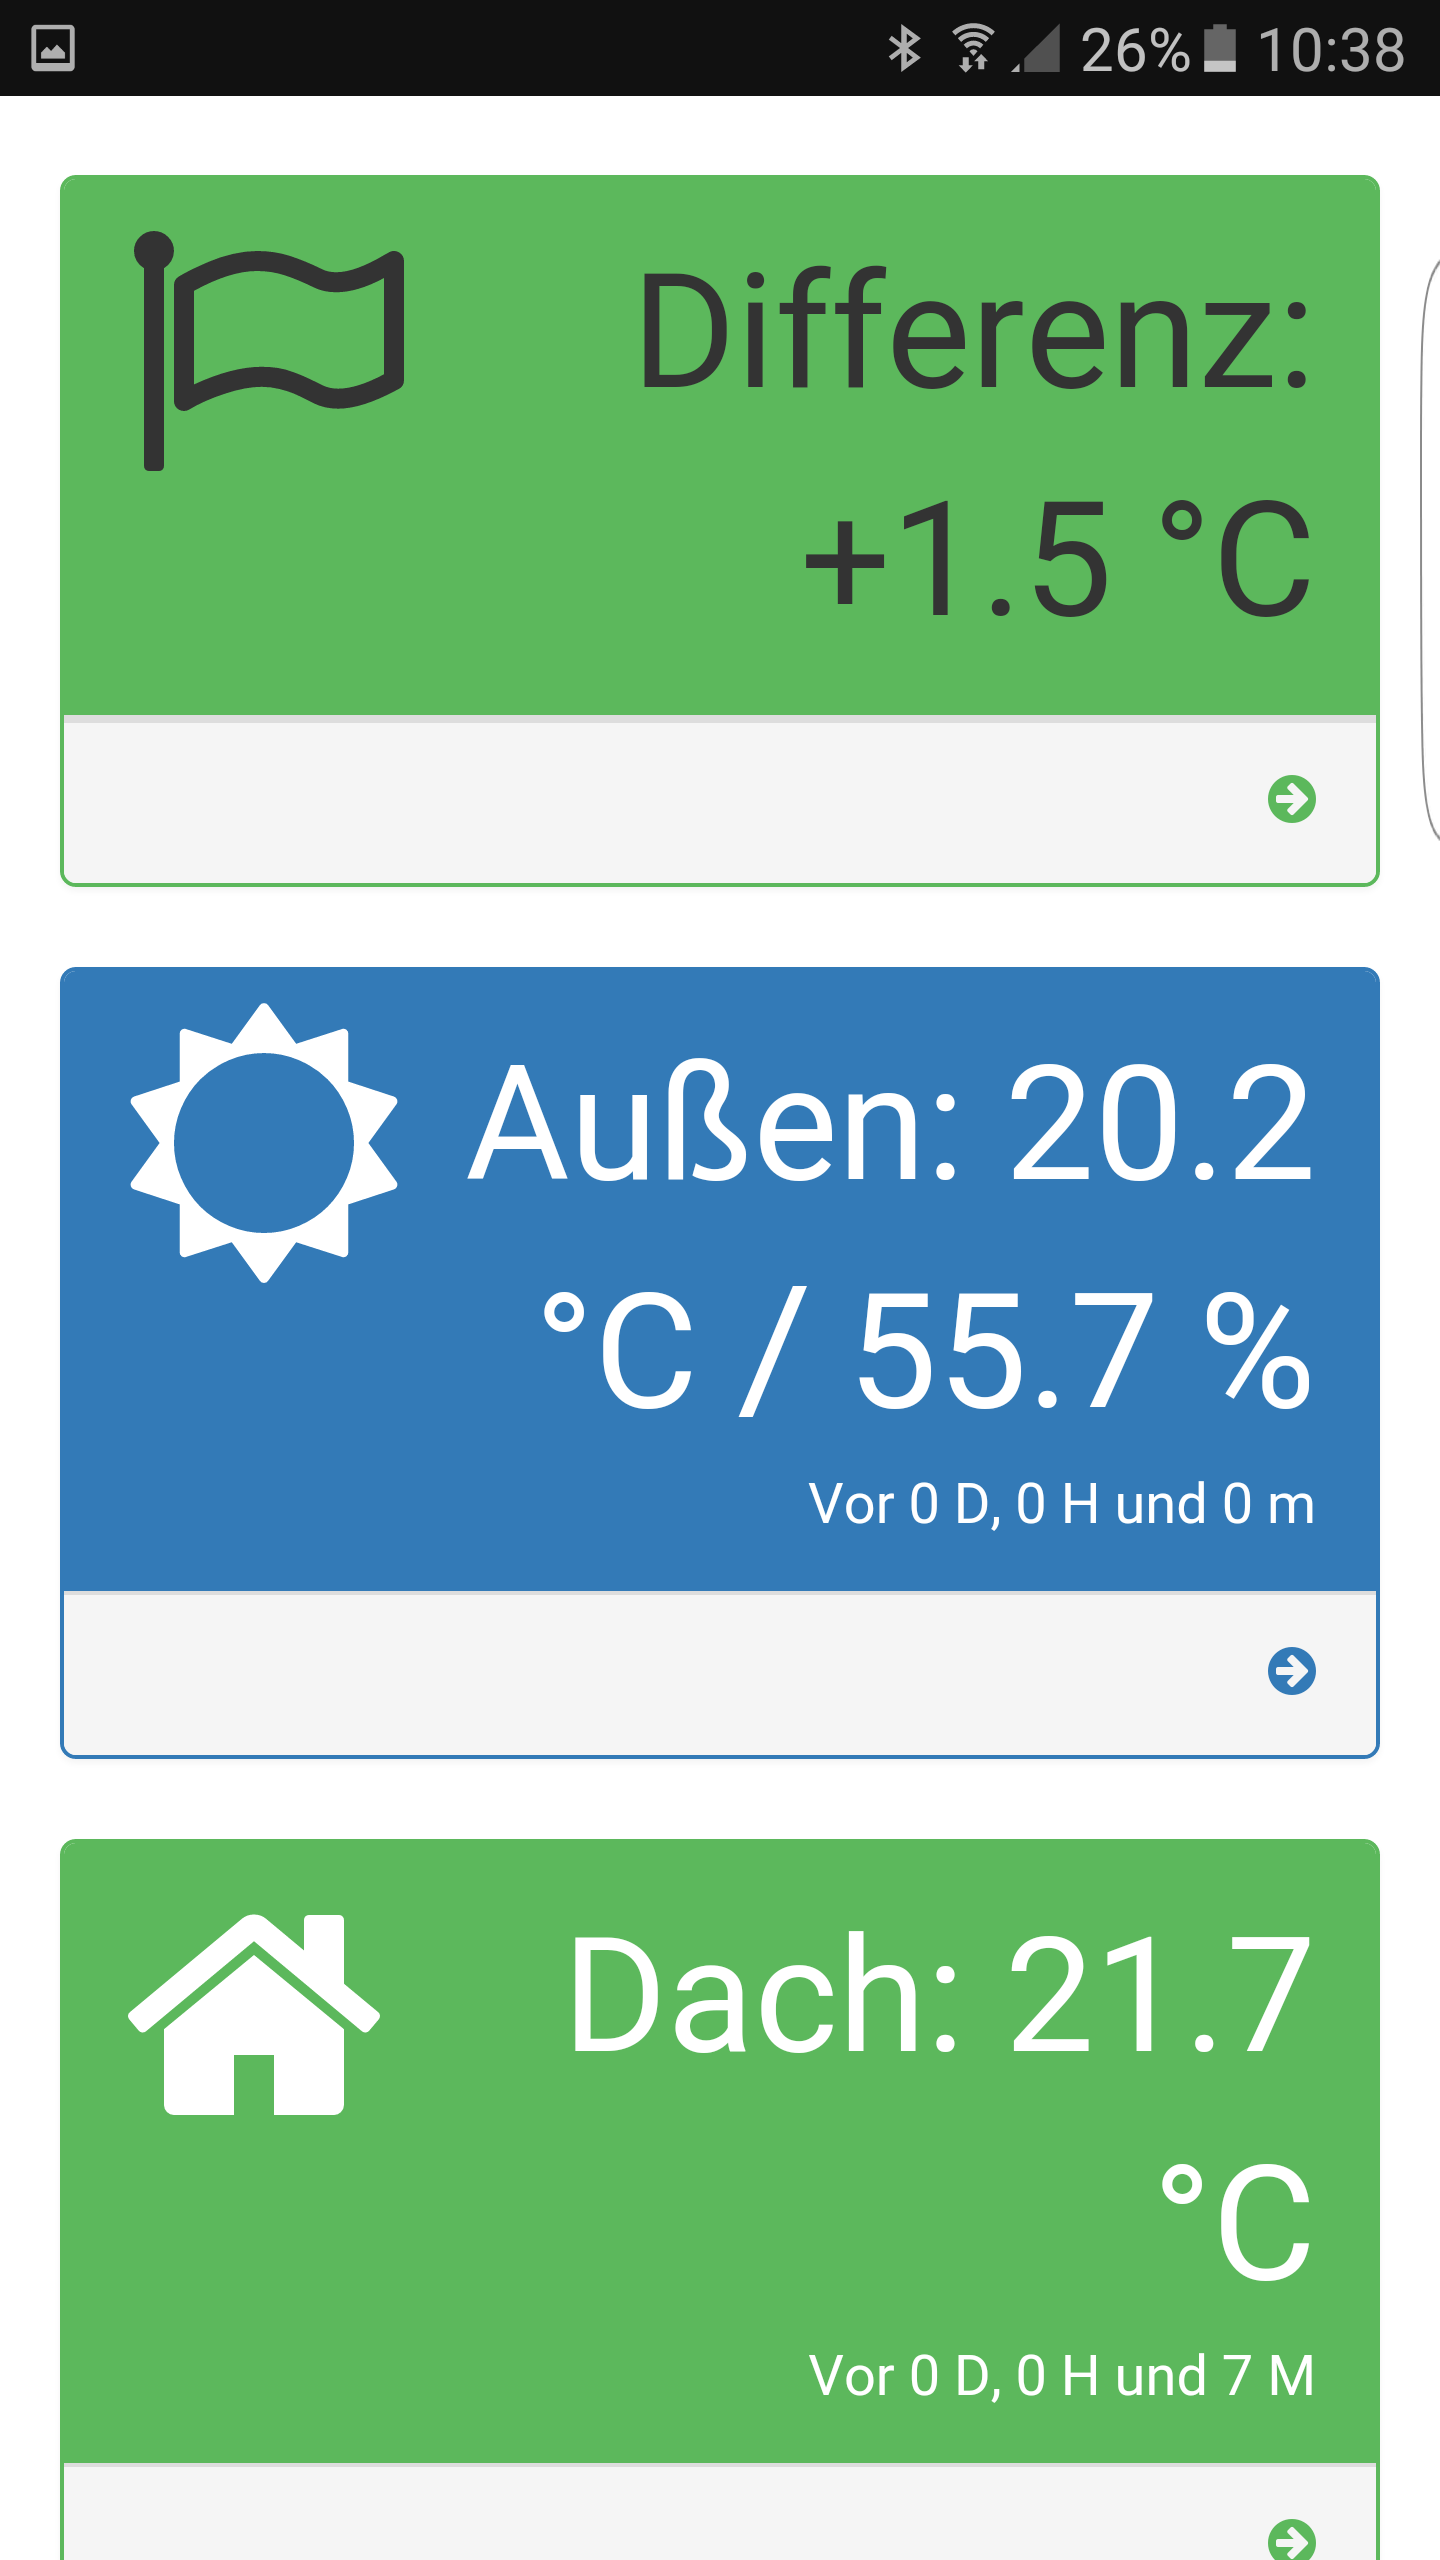 26% 10:38
Differenz:
+1.5 °C
Außen: 20.2
°C / 55.7 %
Vor 0 D, 0 H und 0 m
Dach: 21.7
°C
Vor 0 D, 0 H und 7 M